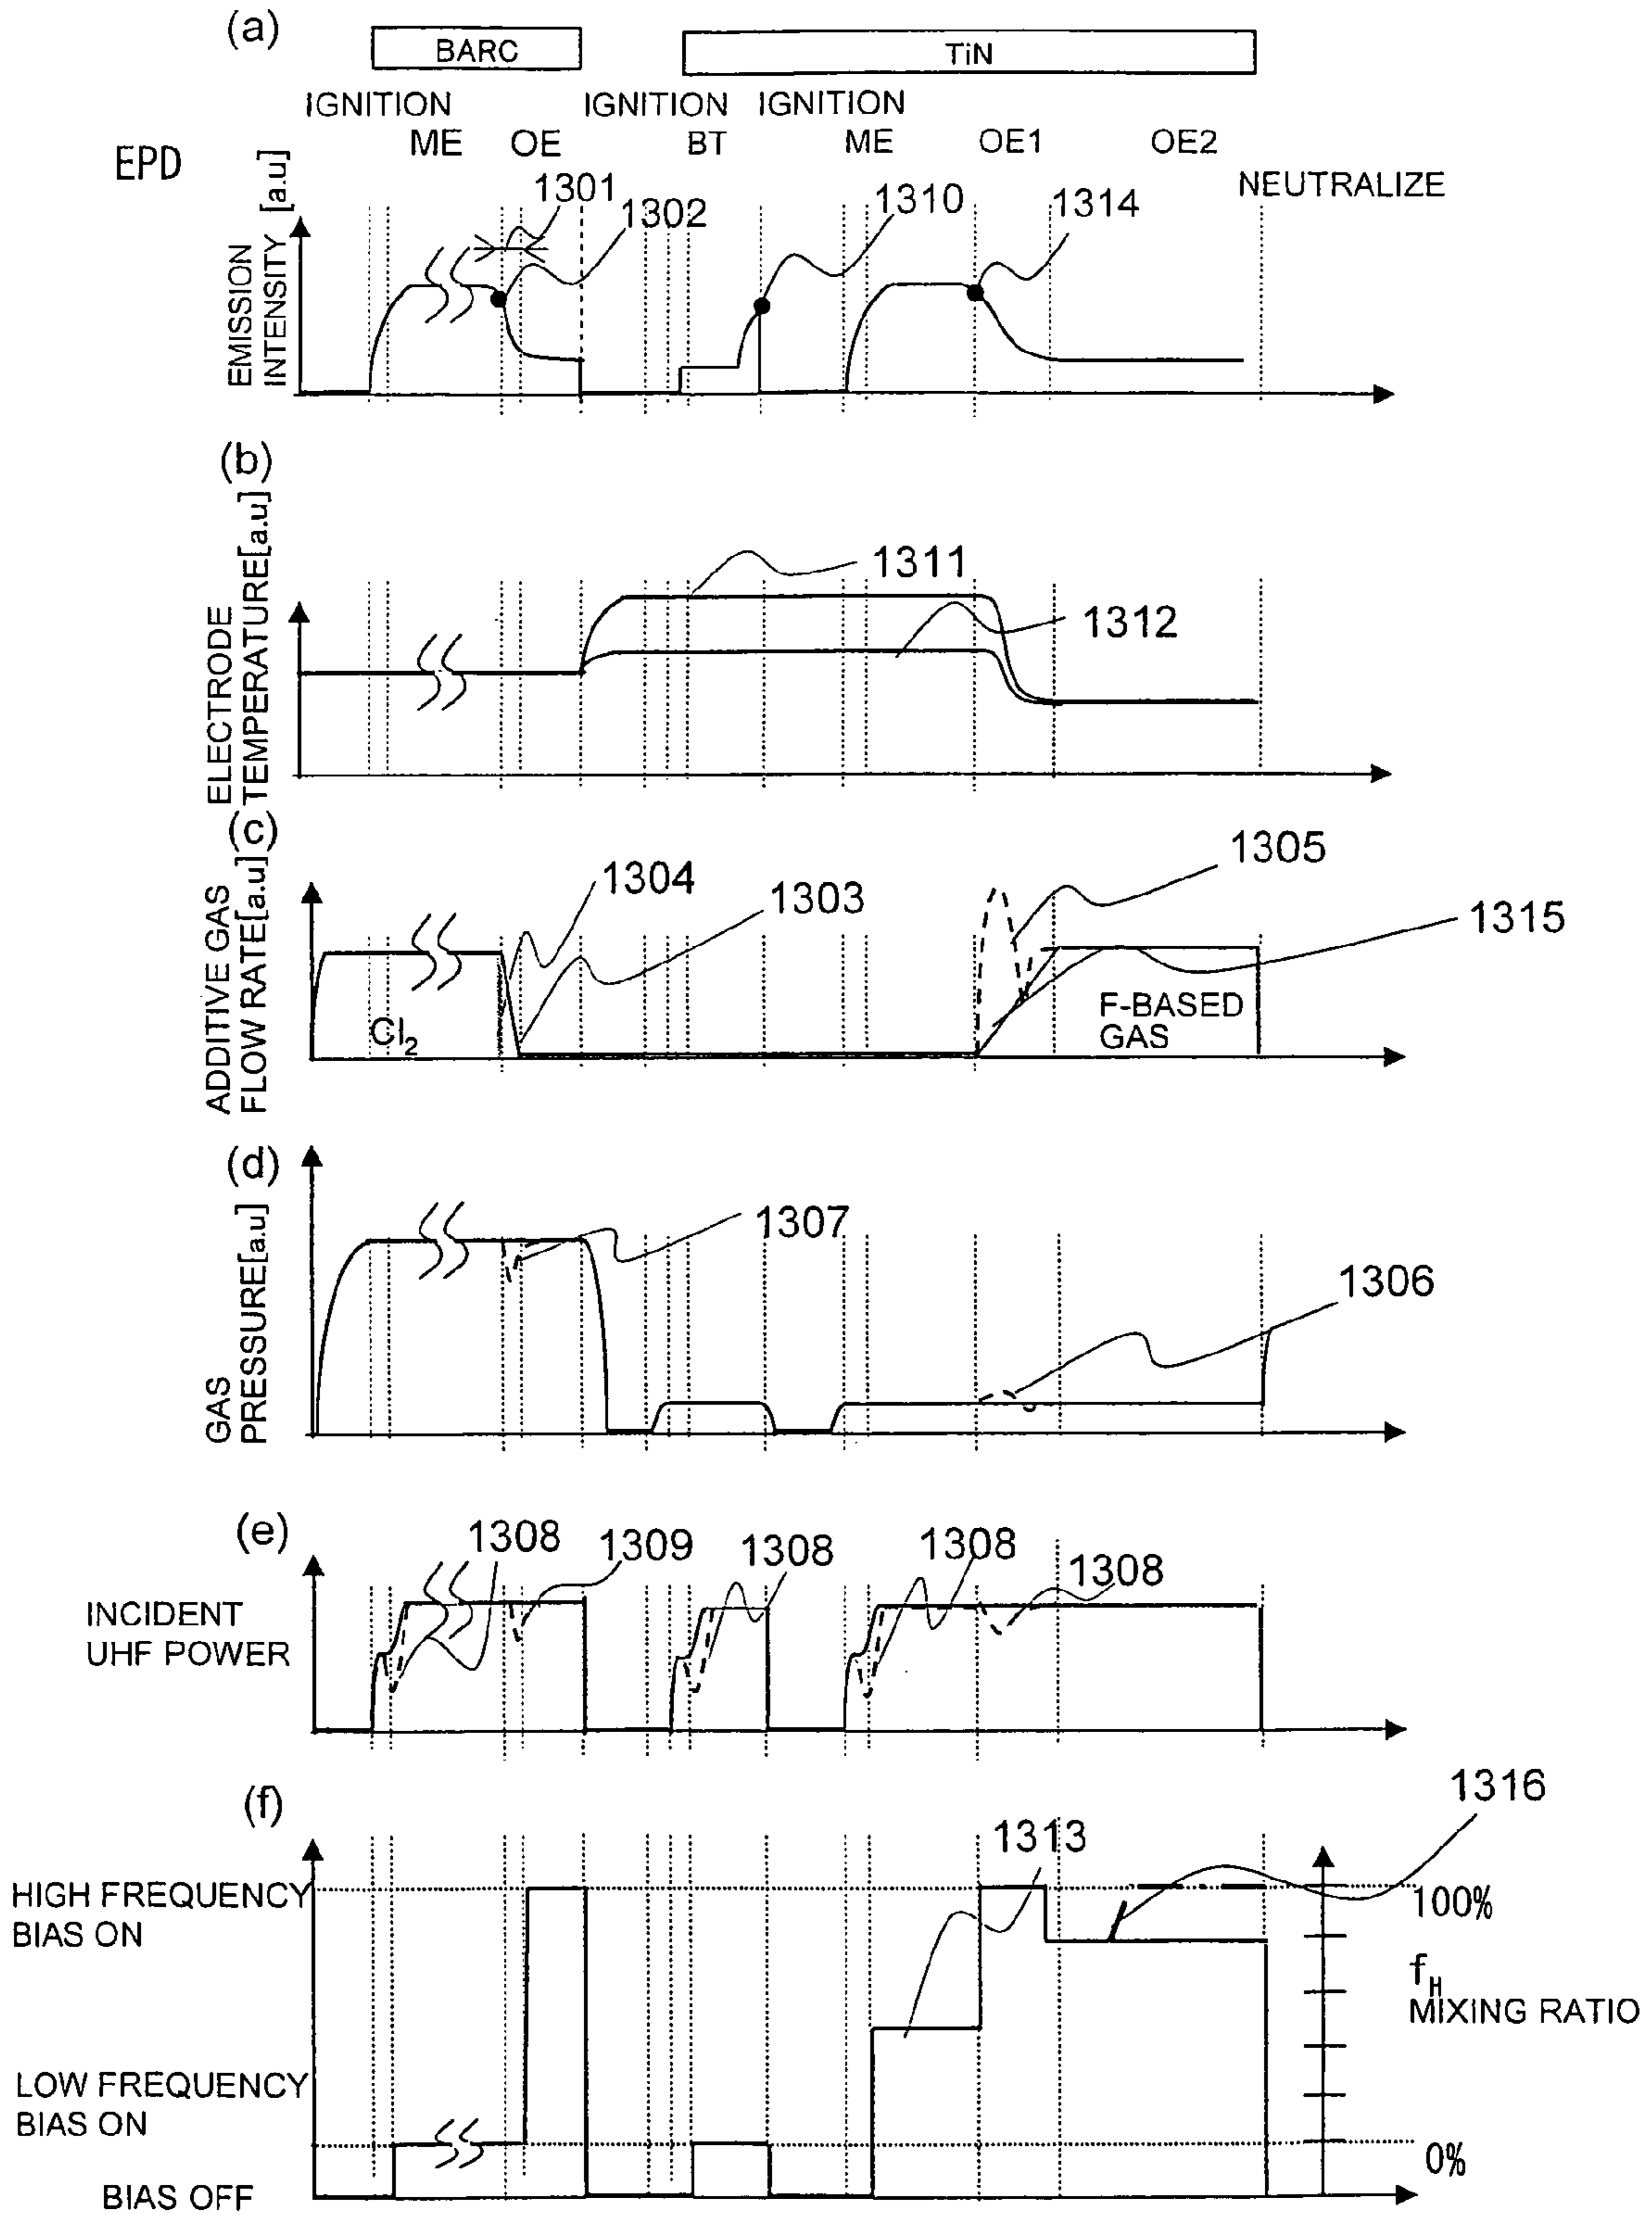 (a)
BARC
TiN
IGNITION IGNITION IGNITION
ME OE BT ME OE1 OE2
EPD
NEUTRALIZE
1301
1302
1310
1314
EMISSION
INTENSITY [a.u]
(b)
1311
1312
ELECTRODE
TEMPERATURE[a.u]
(c)
1304
1303
1305
1315
Cl2
F-BASED
GAS
ADDITIVE GAS
FLOW RATE[a.u]
(d)
1307
1306
GAS
PRESSURE[a.u]
(e)
1308
1309
1308
1308
1308
INCIDENT
UHF POWER
(f)
1316
1313
HIGH FREQUENCY
BIAS ON
100%
fH
MIXING RATIO
LOW FREQUENCY
BIAS ON
0%
BIAS OFF